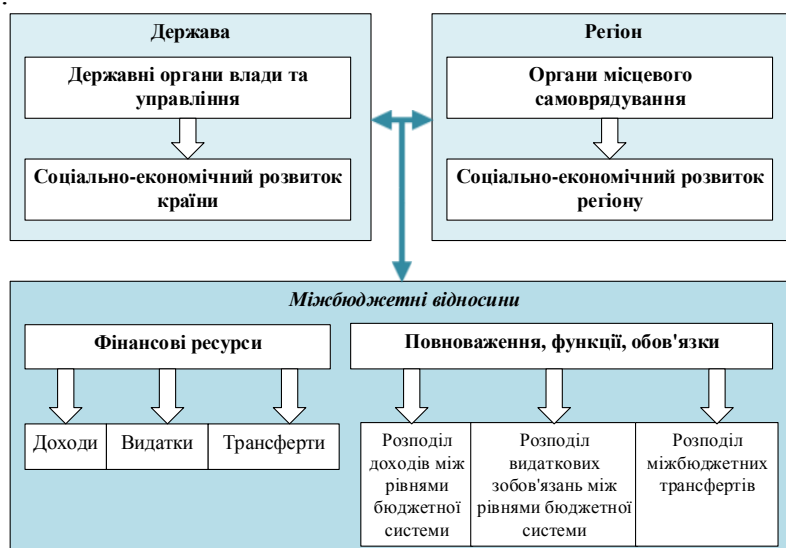 .
Держава
Державні органи влади та
управління
Соціально-економічний розвиток
країни
Регіон
Органи місцевого
самоврядування
Соціально-економічний розвиток
регіону
Міжбюджетні відносини
Фінансові ресурси
Доходи
Видатки
Трансферти
Повноваження, функції, обов'язки
Розподіл
доходів між
рівнями
бюджетної
системи
Розподіл
видаткових
зобов'язань між
рівнями бюджетної
системи
Розподіл
міжбюджетних
трансфертів